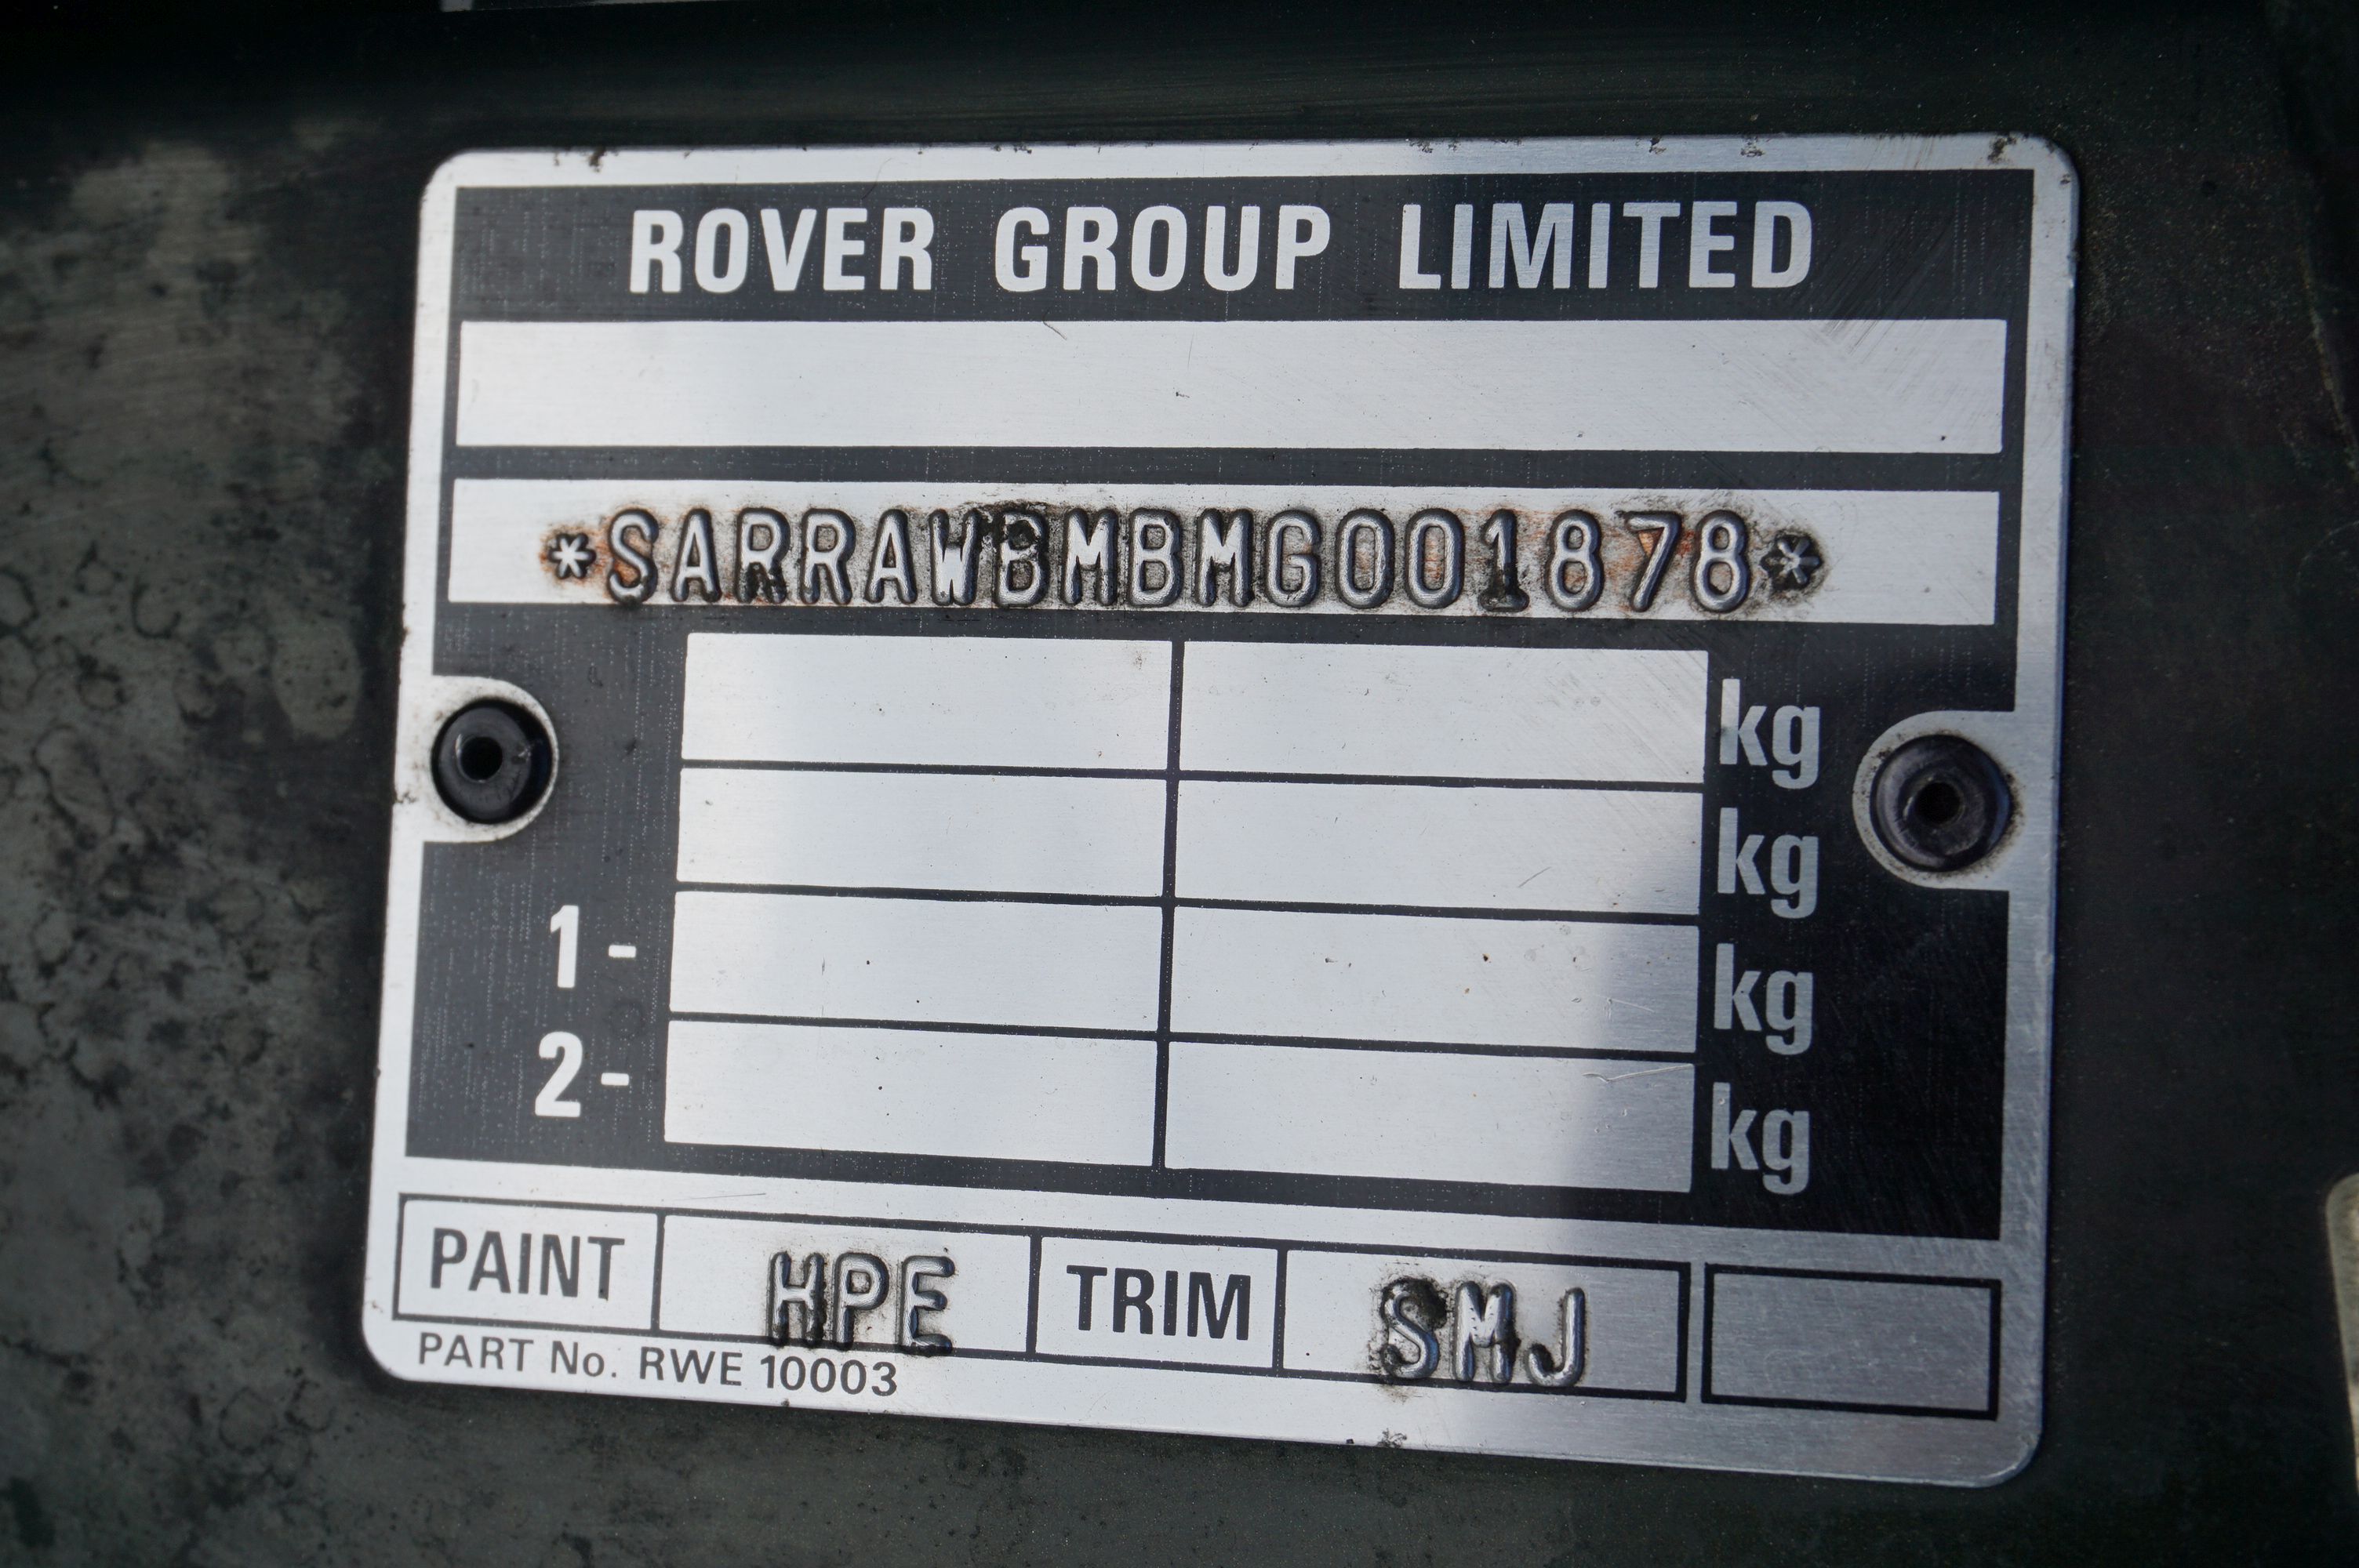 ROVER GROUP LIMITED
*SARRAWBMBMG001878*
kg
kg
1- kg
2- kg
PAINT HPE TRIM SMJ
PART No. RWE 10003